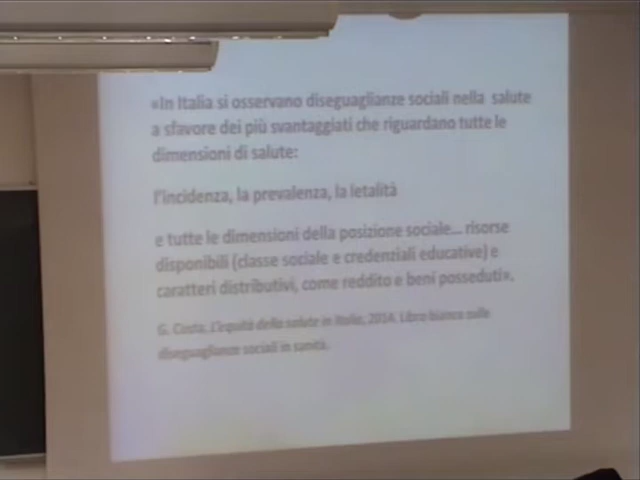 «In Italia si osservano diseguaglianze sociali nella salute
a sfavore dei più svantaggiati che riguardano tutte le
dimensioni di salute:
l'incidenza, la prevalenza, la letalità
e tutte le dimensioni della posizione sociale... risorse
disponibili (classe sociale e credenziali educative) e
caratteri distributivi, come reddito e beni posseduti».
G. Costa, L'equità della salute in Italia, 2014. Libro bianco sulle
diseguaglianze sociali in sanità.